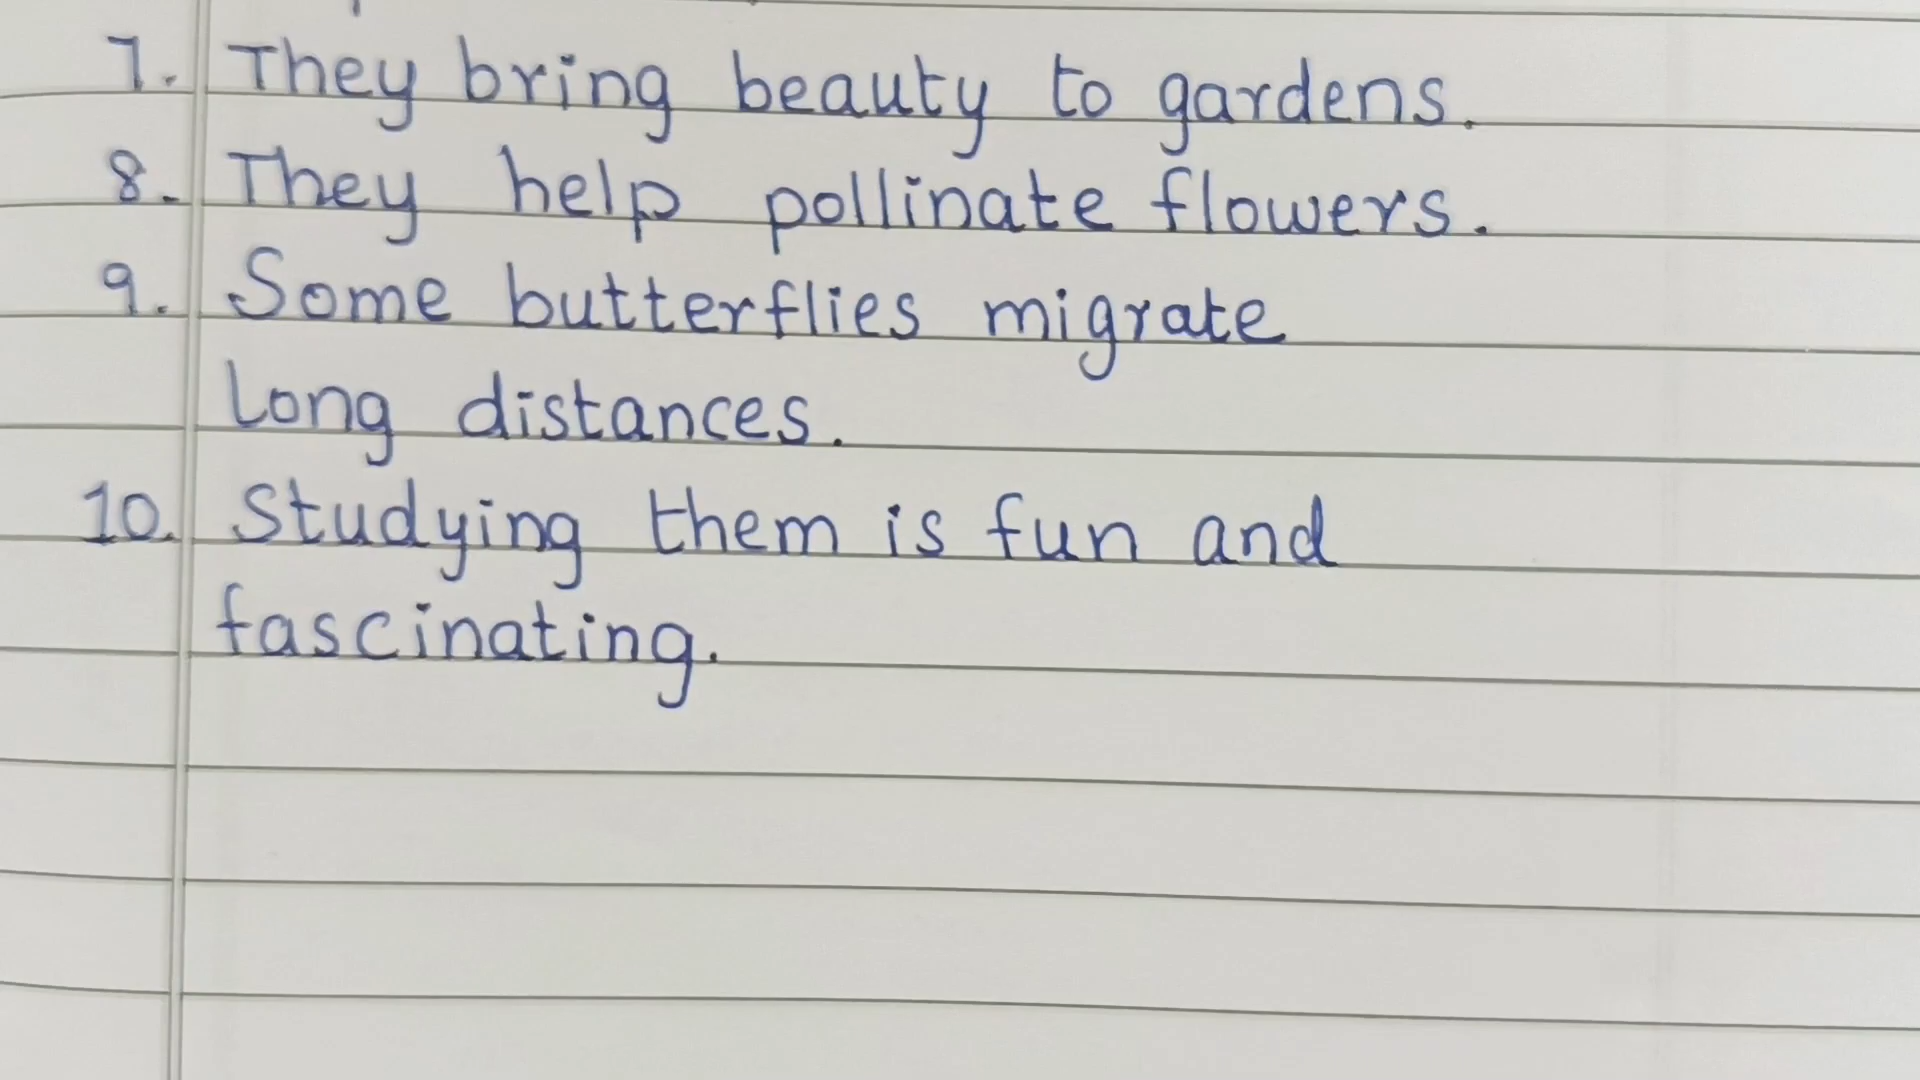 7. They bring beauty to gardens.
8. They help pollinate flowers.
9. Some butterflies migrate
long distances.
10. Studying them is fun and
fascinating.